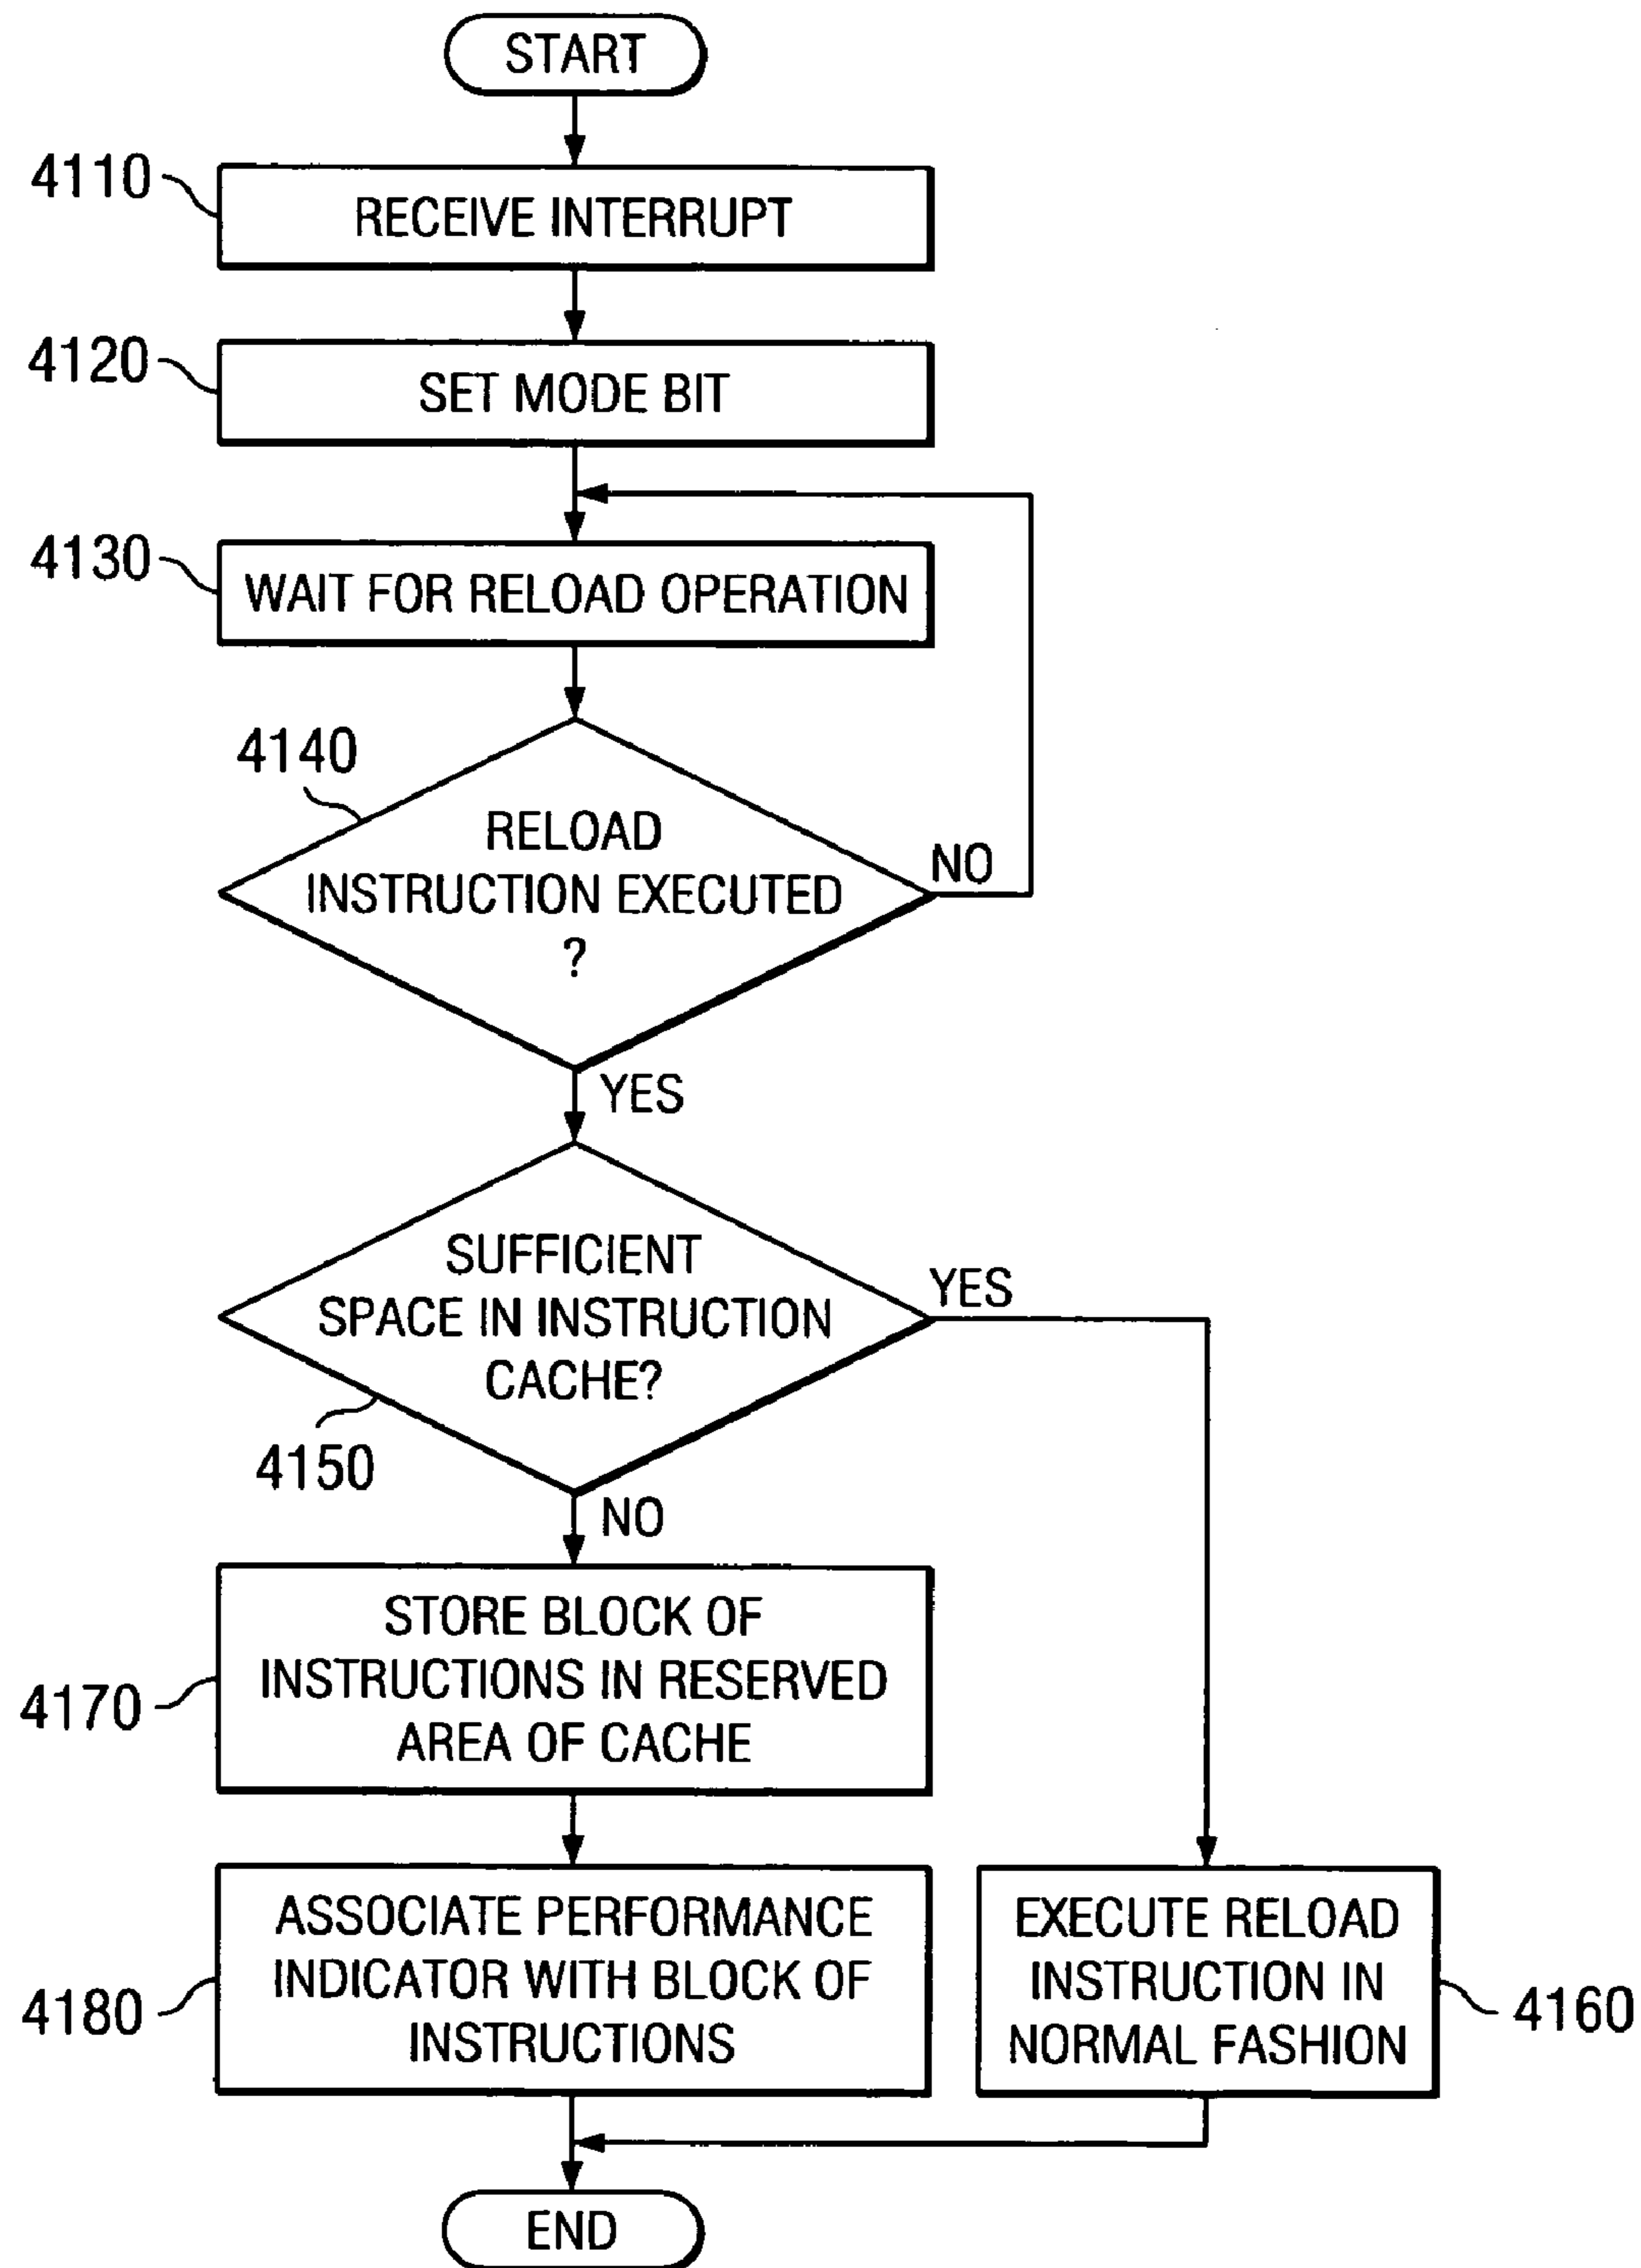 START
4110
RECEIVE INTERRUPT
4120
SET MODE BIT
4130
WAIT FOR RELOAD OPERATION
4140
RELOAD
INSTRUCTION EXECUTED
?
NO
YES
SUFFICIENT
SPACE IN INSTRUCTION
CACHE?
YES
4150
NO
STORE BLOCK OF
INSTRUCTIONS IN RESERVED
AREA OF CACHE
4170
ASSOCIATE PERFORMANCE
INDICATOR WITH BLOCK OF
INSTRUCTIONS
4180
EXECUTE RELOAD
INSTRUCTION IN
NORMAL FASHION
4160
END